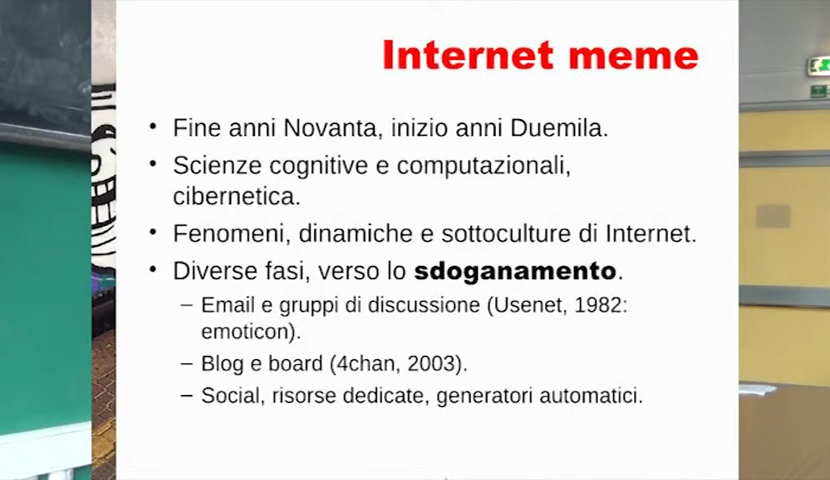 Internet meme
• Fine anni Novanta, inizio anni Duemila.
• Scienze cognitive e computazionali,
cibernetica.
• Fenomeni, dinamiche e sottoculture di Internet.
• Diverse fasi, verso lo sdoganamento.
– Email e gruppi di discussione (Usenet, 1982:
emoticon).
– Blog e board (4chan, 2003).
– Social, risorse dedicate, generatori automatici.